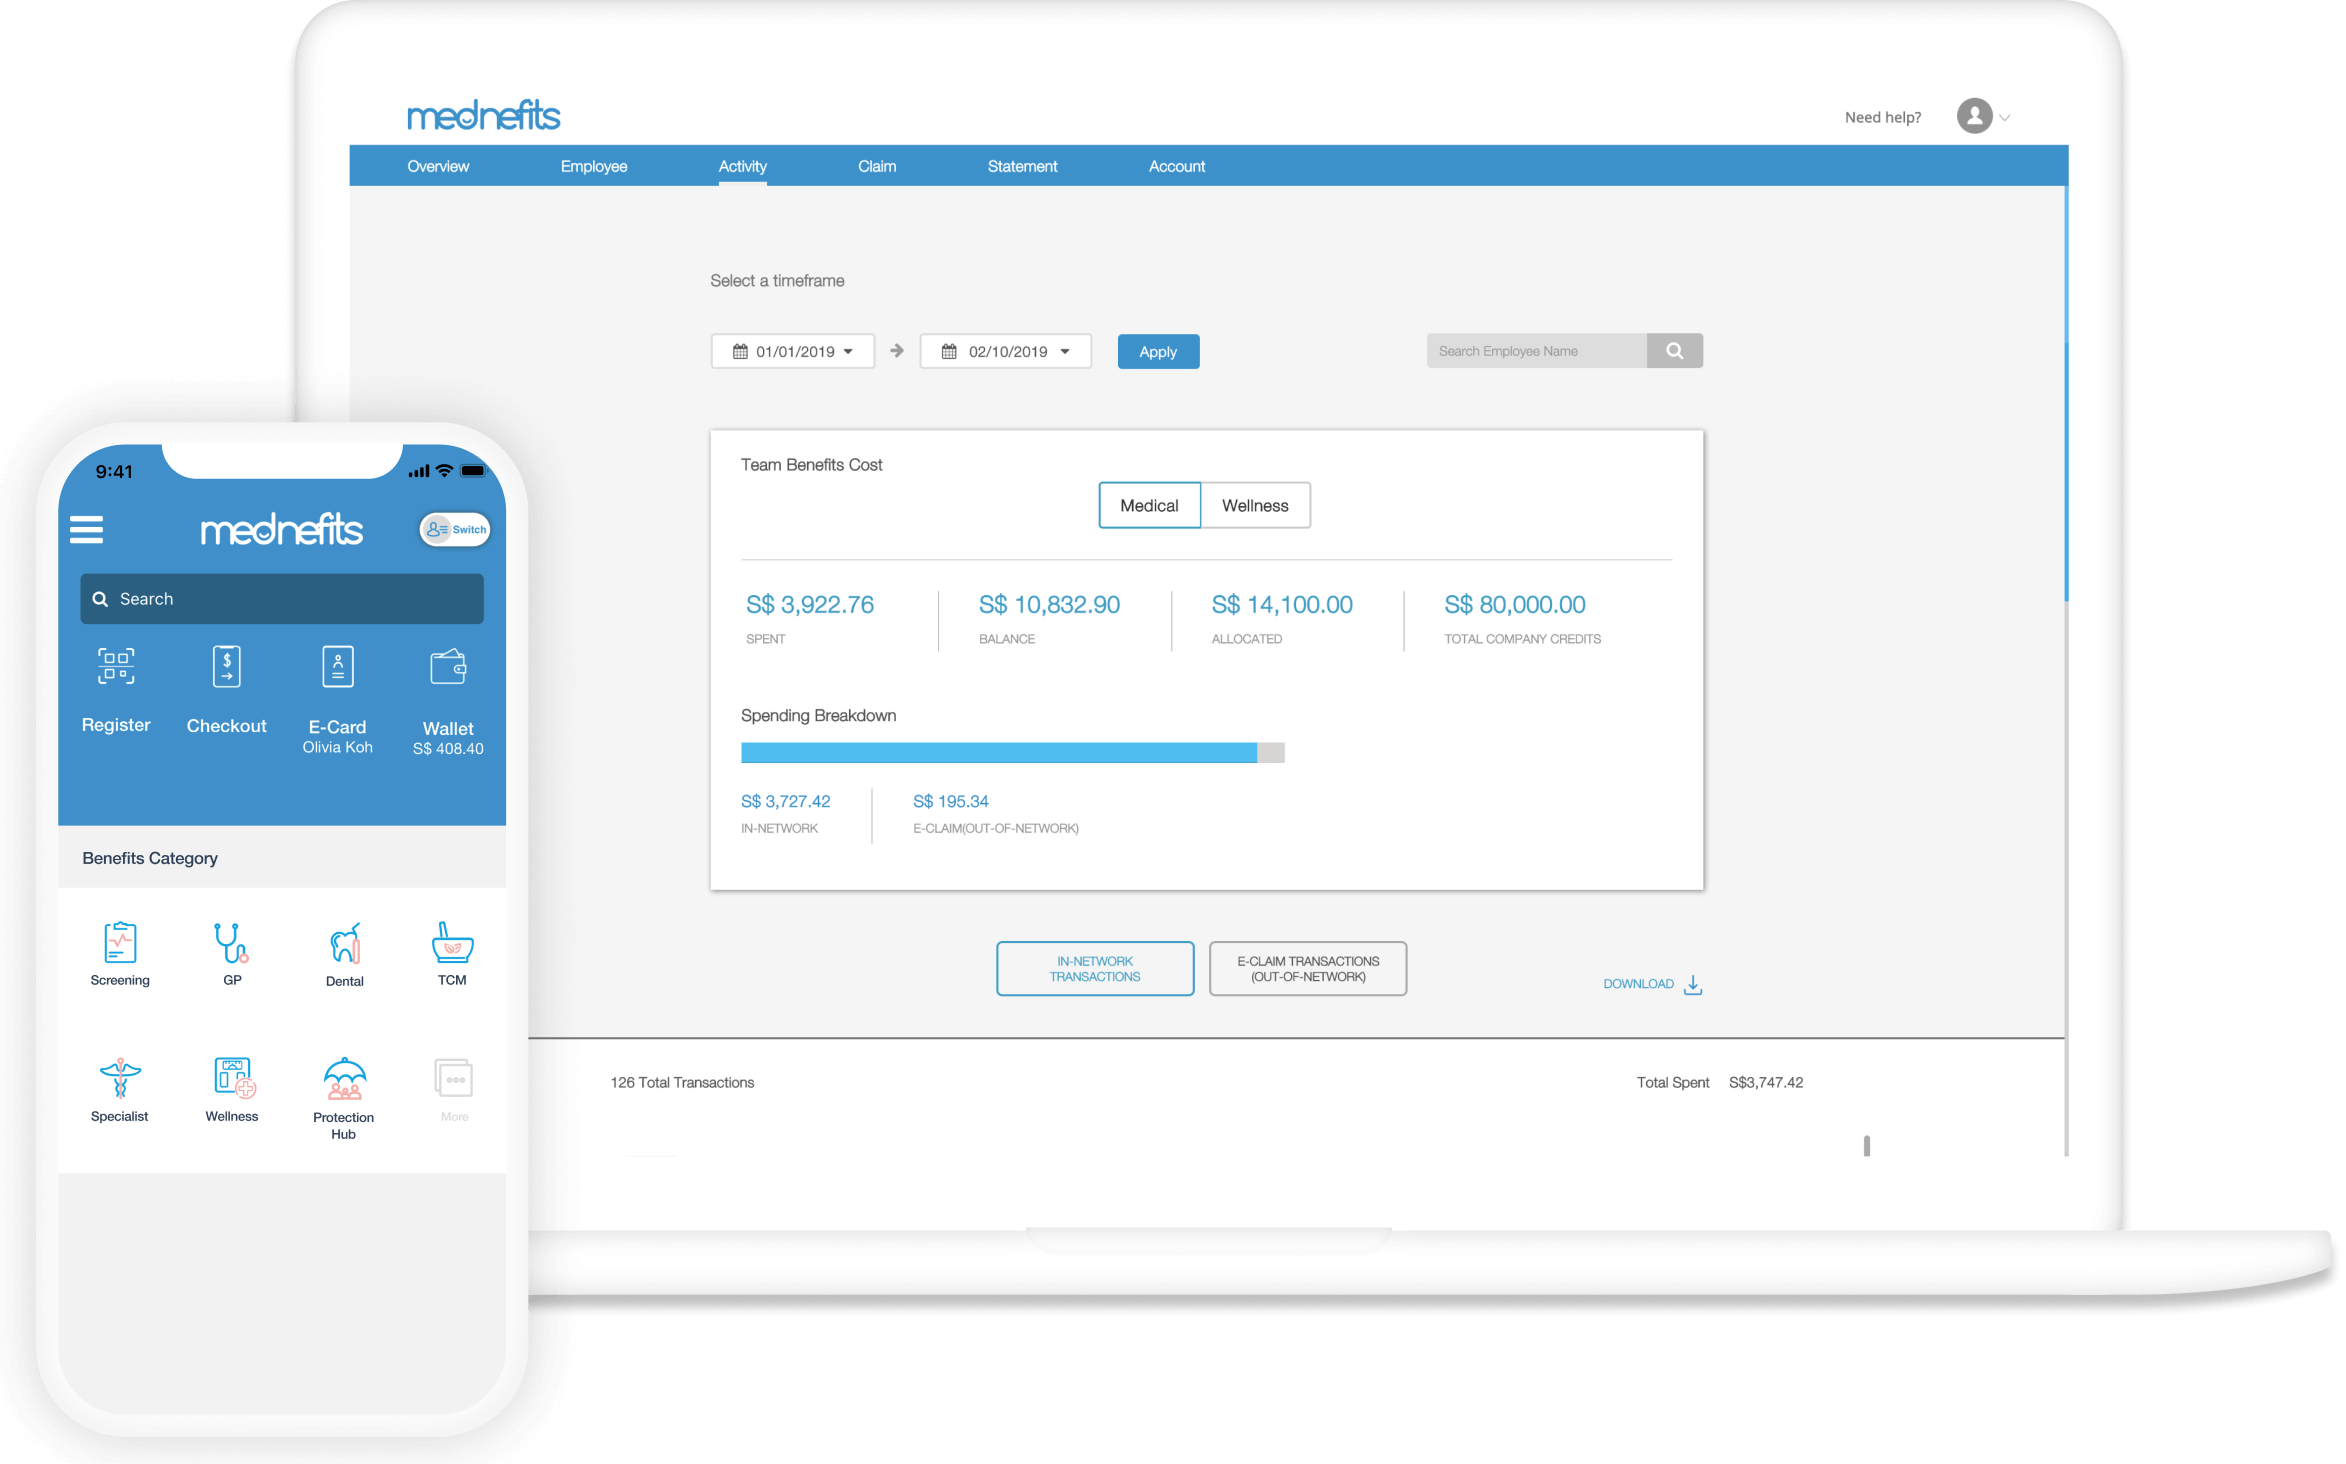 mednefits
Need help?
Overview Employee Activity Claim Statement Account
Select a timeframe
01/01/2019 02/10/2019 Apply Search Employee Name
Team Benefits Cost
Medical Wellness
S$ 3,922.76 S$ 10,832.90 S$ 14,100.00 S$ 80,000.00
SPENT BALANCE ALLOCATED TOTAL COMPANY CREDITS
Spending Breakdown
S$ 3,727.42 S$ 195.34
IN-NETWORK E-CLAIM(OUT-OF-NETWORK)
IN-NETWORK
TRANSACTIONS
E-CLAIM TRANSACTIONS
(OUT-OF-NETWORK)
DOWNLOAD
126 Total Transactions Total Spent S$3,747.42
9:41
mednefits Switch
Search
Register Checkout E-Card Wallet
Olivia Koh S$ 408.40
Benefits Category
Screening GP Dental TCM
Specialist Wellness Protection
Hub
More